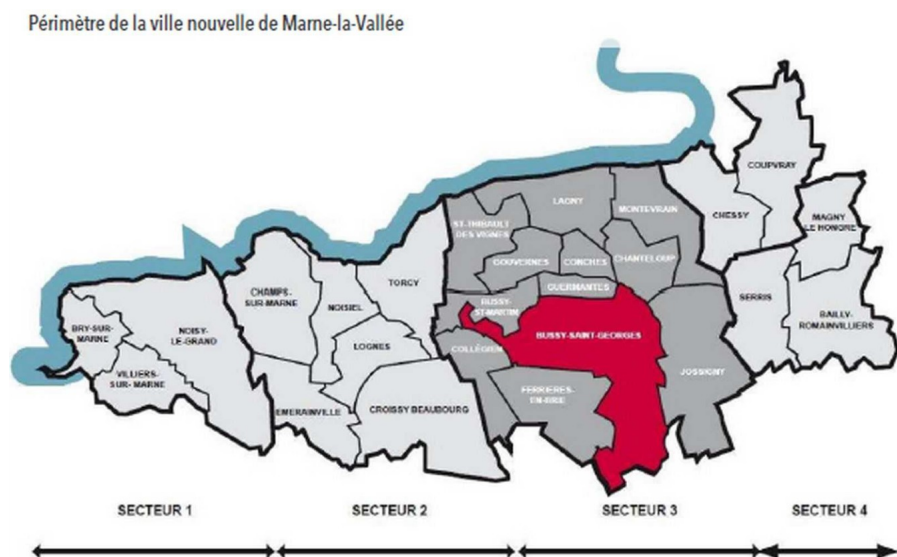 Périmètre de la ville nouvelle de Marne-la-Vallée
COUPVRAY
LAGNY
MONTEVRAIN
CHESSY
MAGNY
LE HONGRE
ST-THIBAULT
DES VIGNES
GOUVERNES
CONCHES
CHANTELOUP
TORCY
CHAMPS-
SUR-MARNE
GUERMANTES
NOISIEL
SERRIS
BUSSY-
ST-MARTIN
BAILLY-
ROMAINVILLIERS
BRY-SUR-
MARNE
NOISY-
LE-GRAND
BUSSY-SAINT-GEORGES
LOGNES
COLLÉGIEN
VILLIERS-
SUR- MARNE
JOSSIGNY
FERRIERES-
EN-BRIE
EMERAINVILLE
CROISSY BEAUBOURG
SECTEUR 1
SECTEUR 2
SECTEUR 3
SECTEUR 4